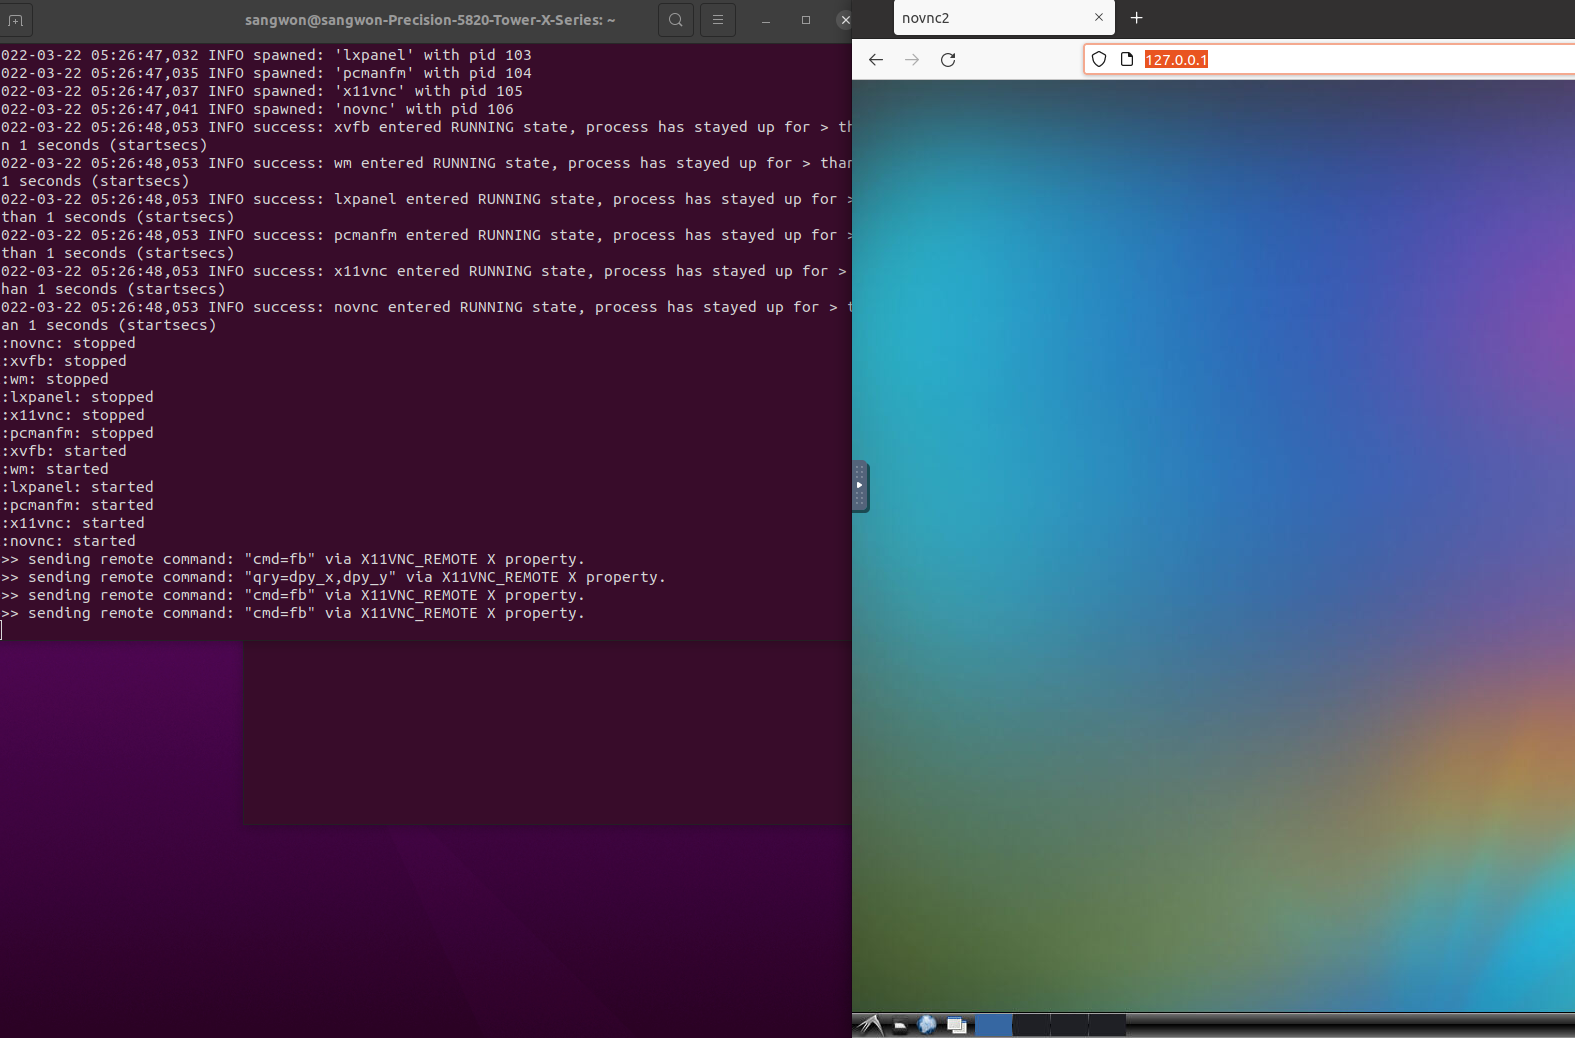 sangwon@sangwon-Precision-5820-Tower-X-Series: ~
022-03-22 05:26:47,032 INFO spawned: 'lxpanel' with pid 103
022-03-22 05:26:47,035 INFO spawned: 'pcmanfm' with pid 104
022-03-22 05:26:47,037 INFO spawned: 'x11vnc' with pid 105
022-03-22 05:26:47,041 INFO spawned: 'novnc' with pid 106
022-03-22 05:26:48,053 INFO success: xvfb entered RUNNING state, process has stayed up for > th
n 1 seconds (startsecs)
022-03-22 05:26:48,053 INFO success: wm entered RUNNING state, process has stayed up for > than
1 seconds (startsecs)
022-03-22 05:26:48,053 INFO success: lxpanel entered RUNNING state, process has stayed up for >
than 1 seconds (startsecs)
022-03-22 05:26:48,053 INFO success: pcmanfm entered RUNNING state, process has stayed up for >
than 1 seconds (startsecs)
022-03-22 05:26:48,053 INFO success: x11vnc entered RUNNING state, process has stayed up for >
han 1 seconds (startsecs)
022-03-22 05:26:48,053 INFO success: novnc entered RUNNING state, process has stayed up for > t
an 1 seconds (startsecs)
:novnc: stopped
:xvfb: stopped
:wm: stopped
:lxpanel: stopped
:x11vnc: stopped
:pcmanfm: stopped
:xvfb: started
:wm: started
:lxpanel: started
:pcmanfm: started
:x11vnc: started
:novnc: started
>> sending remote command: "cmd=fb" via X11VNC_REMOTE X property.
>> sending remote command: "qry=dpy_x,dpy_y" via X11VNC_REMOTE X property.
>> sending remote command: "cmd=fb" via X11VNC_REMOTE X property.
>> sending remote command: "cmd=fb" via X11VNC_REMOTE X property.
novnc2
127.0.0.1